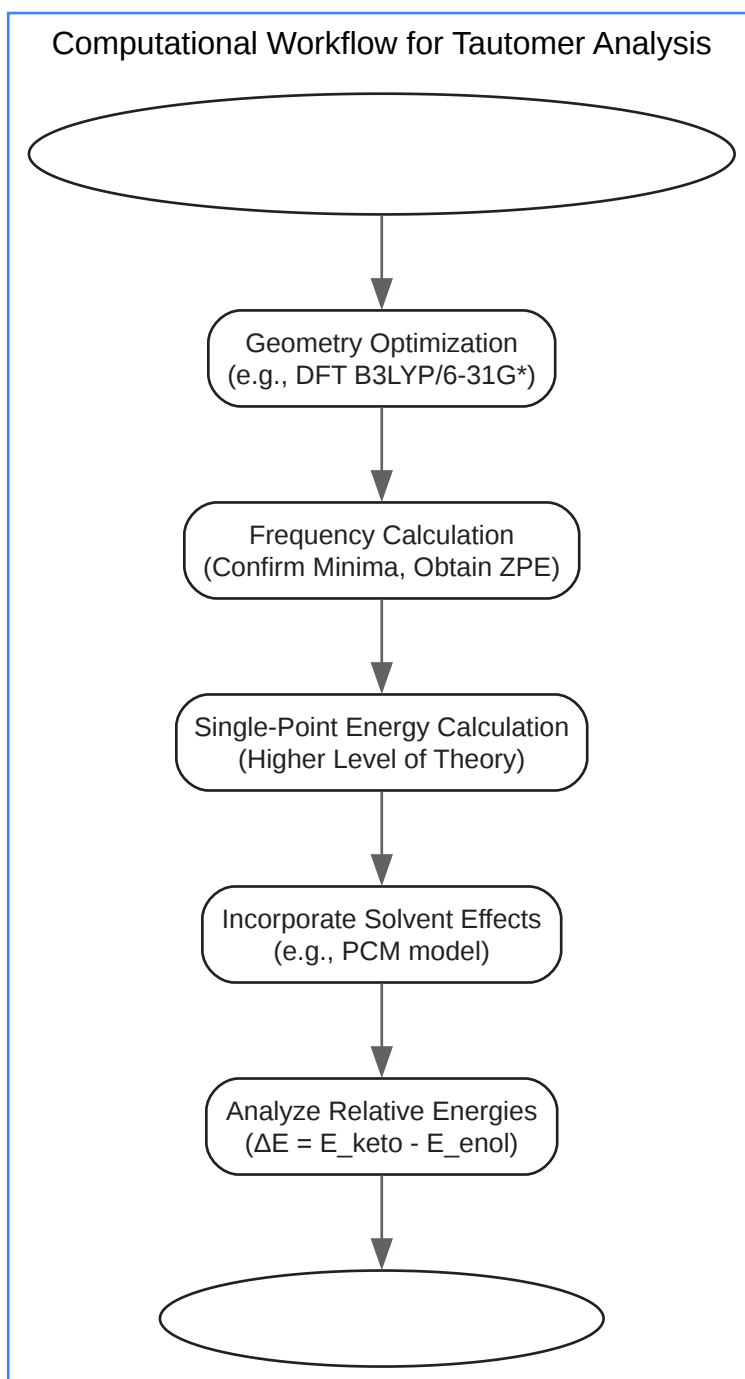 Computational Workflow for Tautomer Analysis
Geometry Optimization
(e.g., DFT B3LYP/6-31G*)
Frequency Calculation
(Confirm Minima, Obtain ZPE)
Single-Point Energy Calculation
(Higher Level of Theory)
Incorporate Solvent Effects
(e.g., PCM model)
Analyze Relative Energies
(ΔE = E_keto - E_enol)